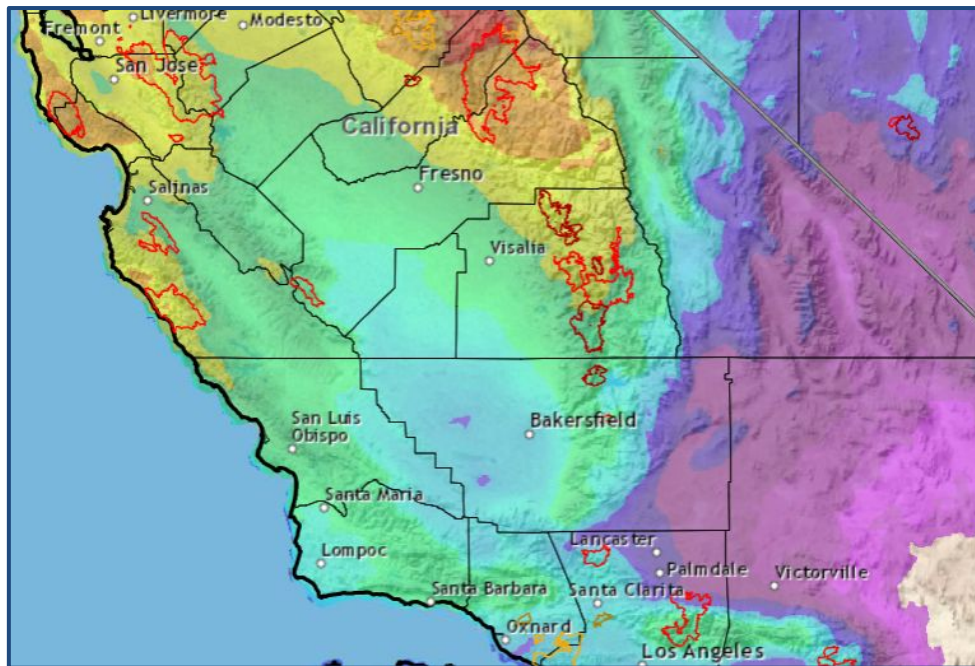 Livermore
Modesto
Fremont
San Jose
California
Fresno
Salinas
Visalia
San Luis
Obispo
Bakersfield
Santa Maria
Lompoc
Lancaster
Palmdale
Victorville
Santa Barbara
Santa Clarita
Oxnard
Los Angeles